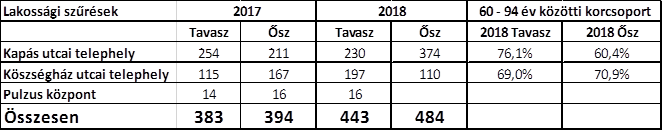 Lakossági szűrések 2017 2018 60 - 94 év közötti korcsoport
Tavasz Ősz Tavasz Ősz 2018 Tavasz 2018 Ősz
Kapás utcai telephely 254 211 230 374 76,1% 60,4%
Köszségház utcai telephely 115 167 197 110 69,0% 70,9%
Pulzus központ 14 16 16
Összesen 383 394 443 484